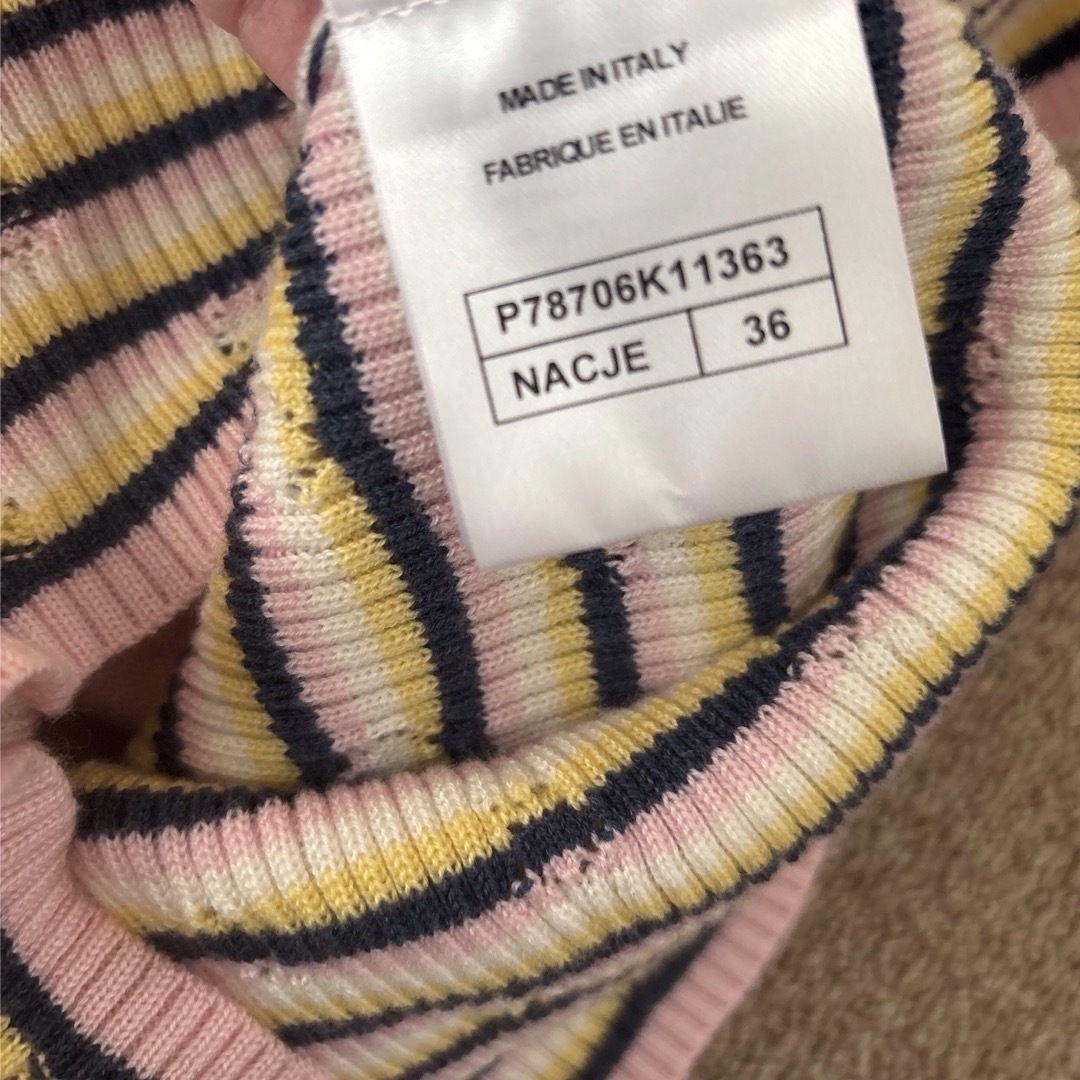 MADE IN ITALY
FABRIQUE EN ITALIE
P78706K11363
NACJE 36